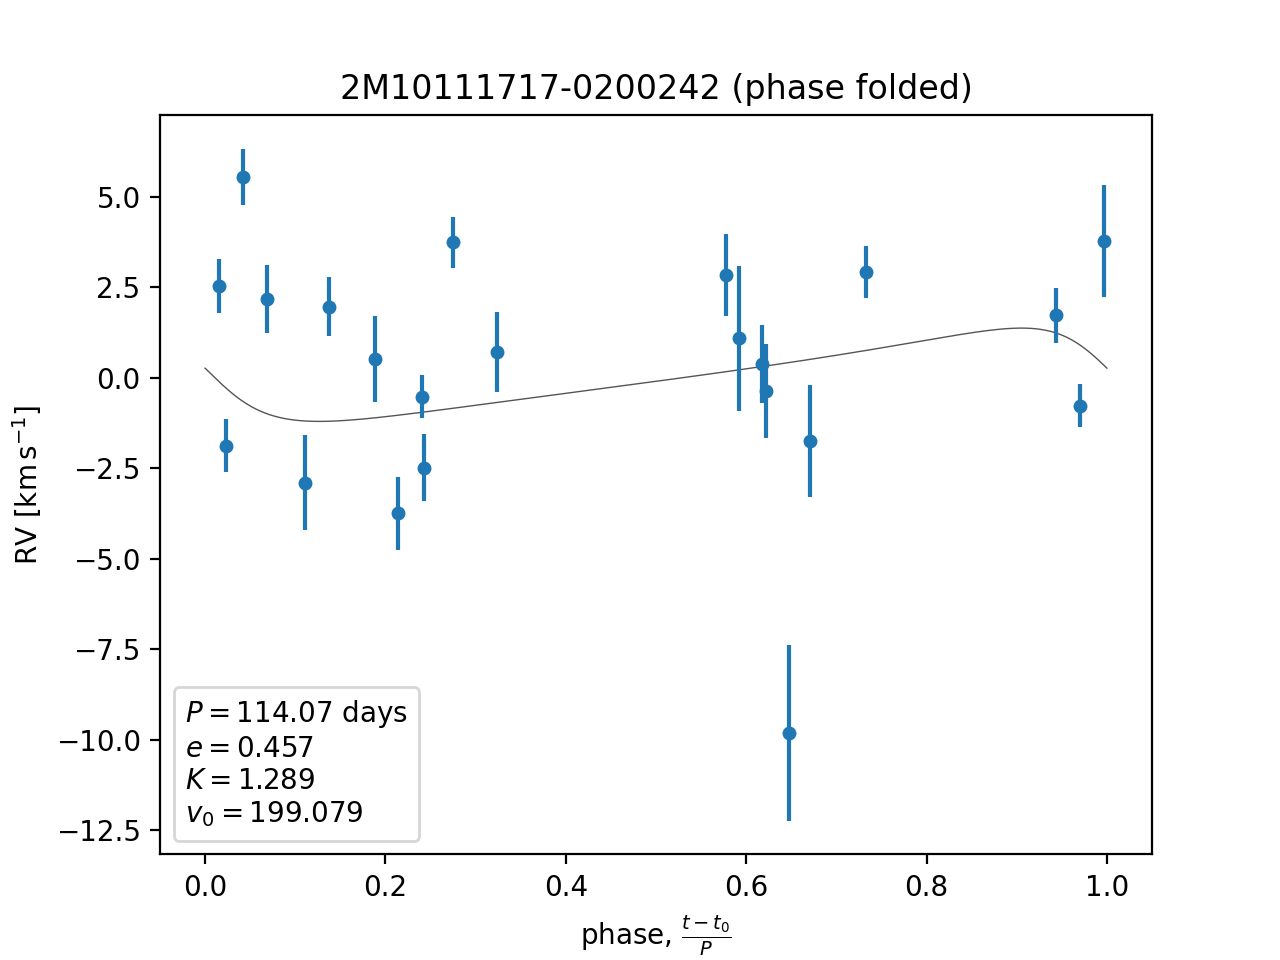 2M10111717-0200242 (phase folded)
RV [km s⁻¹]
5.0
2.5
0.0
−2.5
−5.0
−7.5
−10.0
−12.5
P = 114.07 days
e = 0.457
K = 1.289
v₀ = 199.079
0.0 0.2 0.4 0.6 0.8 1.0
phase, (t − t₀)/P